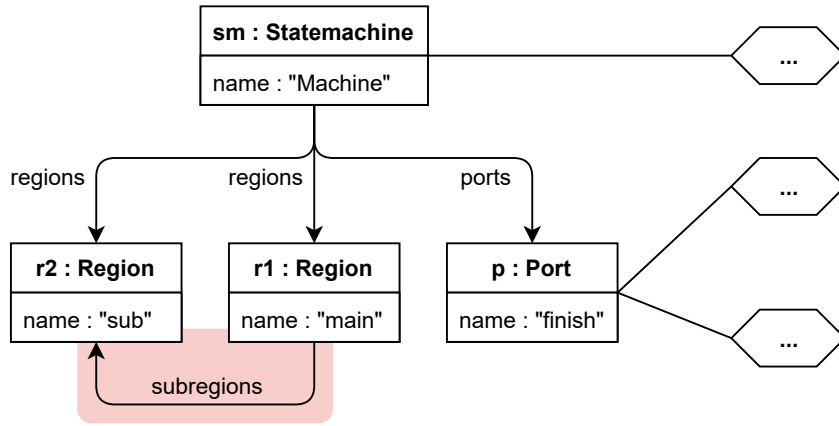 sm : Statemachine
...
name : "Machine"
regions
regions
ports
...
r2 : Region
r1 : Region
p : Port
name : "sub"
name : "main"
name : "finish"
...
subregions